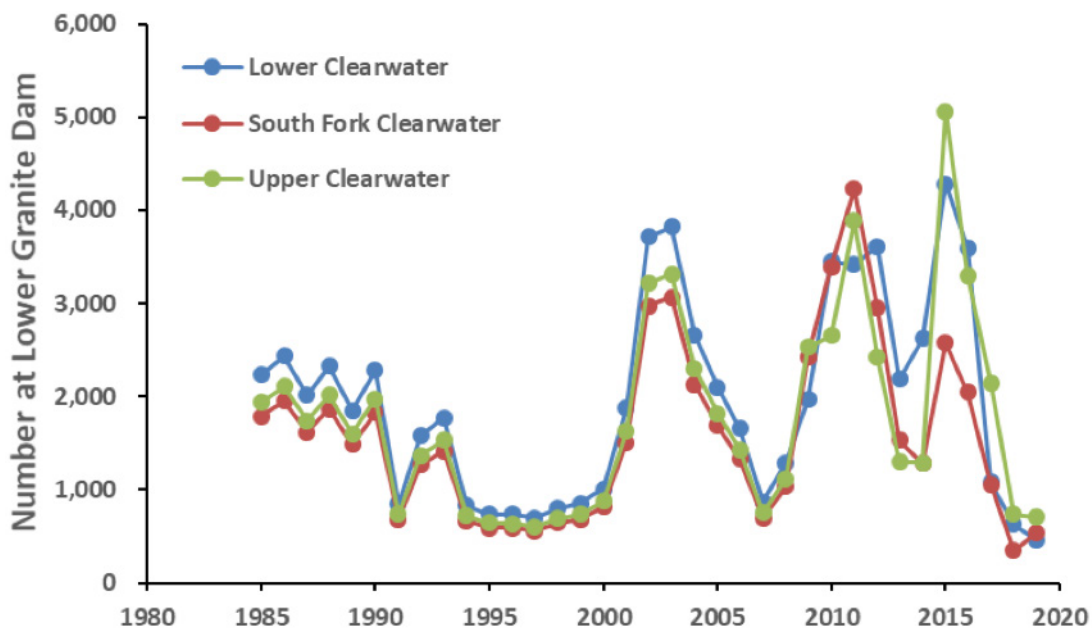 Number at Lower Granite Dam
6,000
5,000
4,000
3,000
2,000
1,000
0
Lower Clearwater
South Fork Clearwater
Upper Clearwater
1980 1985 1990 1995 2000 2005 2010 2015 2020